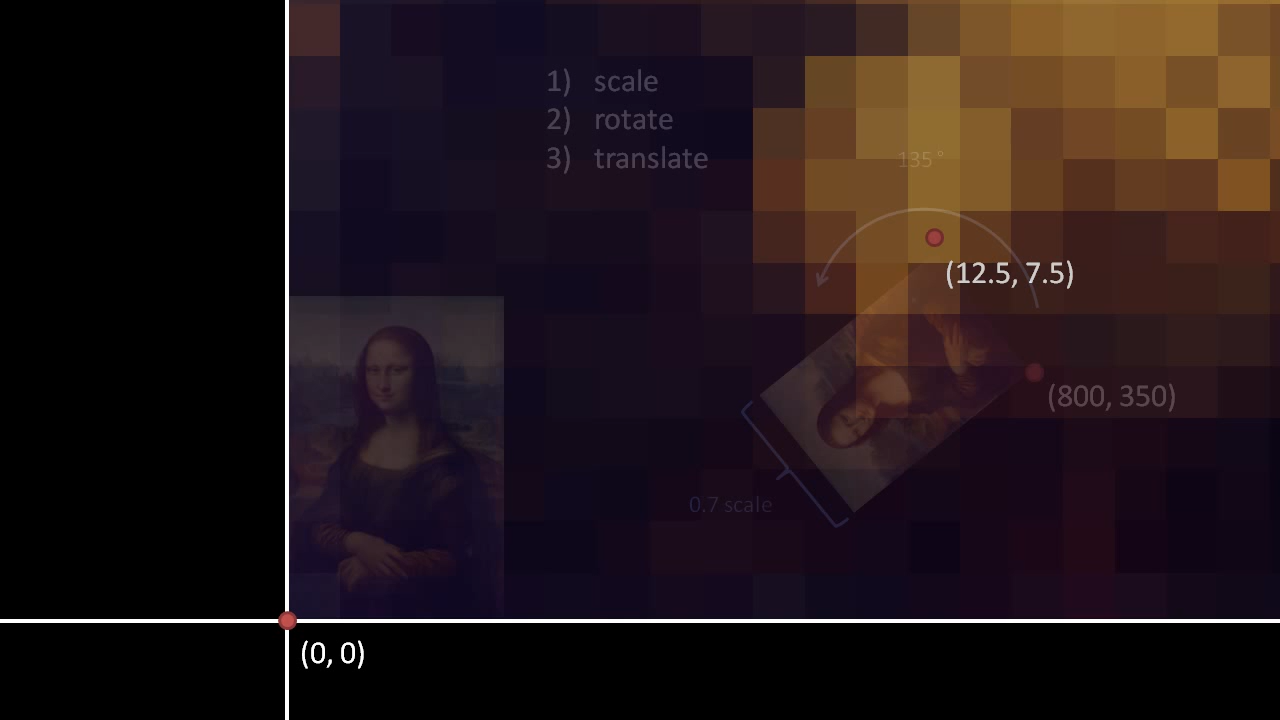 1) scale
2) rotate
3) translate
135°
(12.5, 7.5)
(800, 350)
0.7 scale
(0, 0)